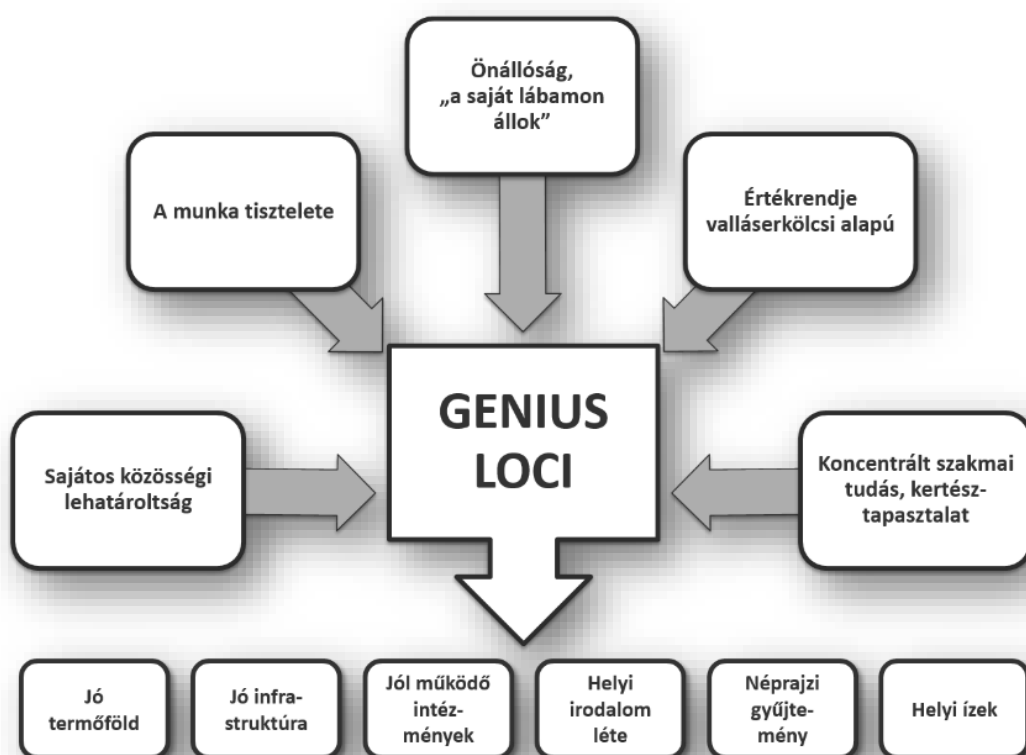 Önállóság,
„a saját lábamon
állok”
A munka tisztelete
Értékrendje
valláserkölcsi alapú
GENIUS
LOCI
Sajátos közösségi
lehatároltság
Koncentrált szakmai
tudás, kertész-
tapasztalat
Jó
termőföld
Jó infra-
struktúra
Jól működő
intéz-
mények
Helyi
irodalom
léte
Néprajzi
gyűjte-
mény
Helyi ízek